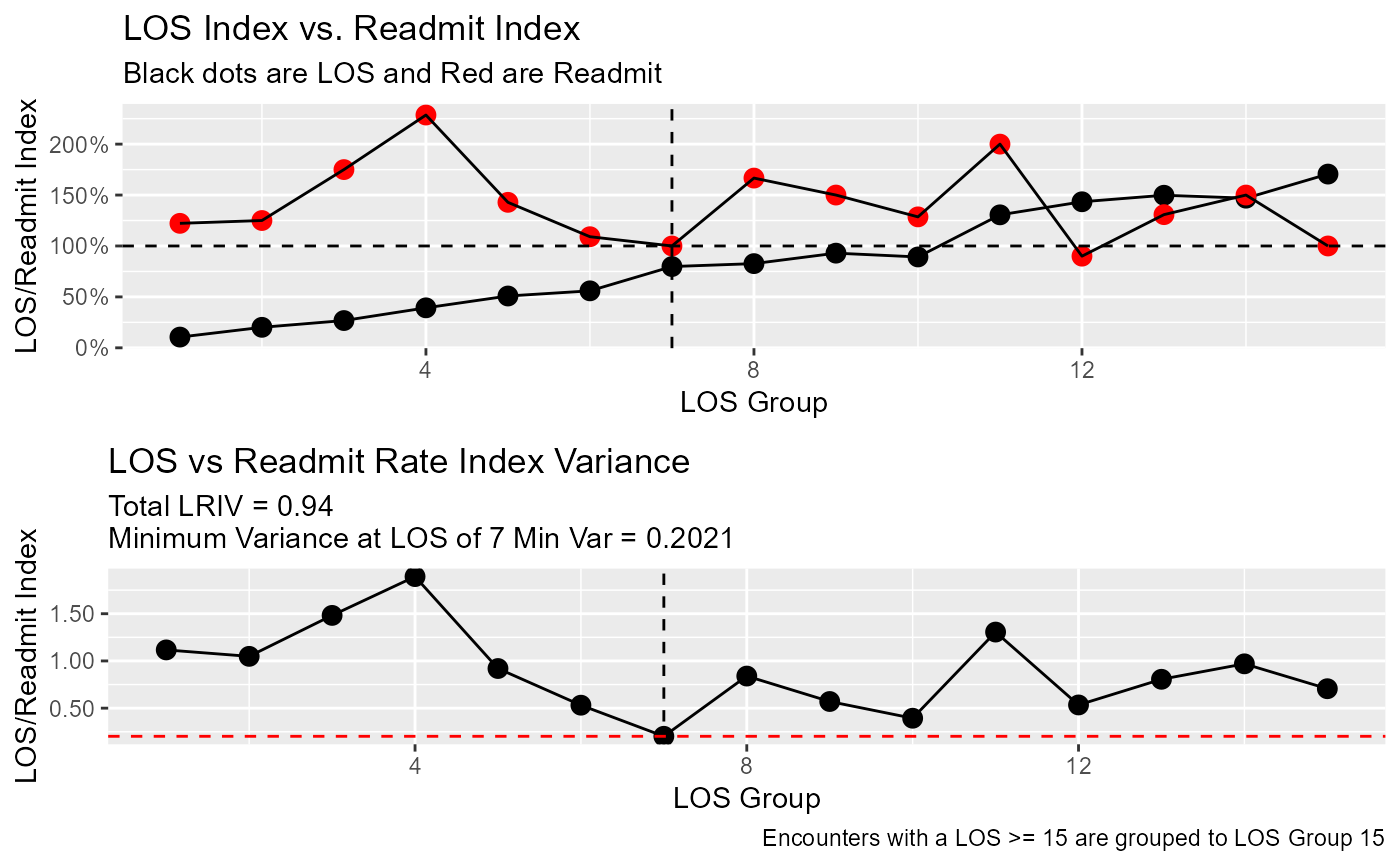 LOS Index vs. Readmit Index
Black dots are LOS and Red are Readmit
LOS/Readmit Index
200%
150%
100%
50%
0%
4
8
12
LOS Group
LOS vs Readmit Rate Index Variance
Total LRIV = 0.94
Minimum Variance at LOS of 7 Min Var = 0.2021
LOS/Readmit Index
1.50
1.00
0.50
4
8
12
LOS Group
Encounters with a LOS >= 15 are grouped to LOS Group 15